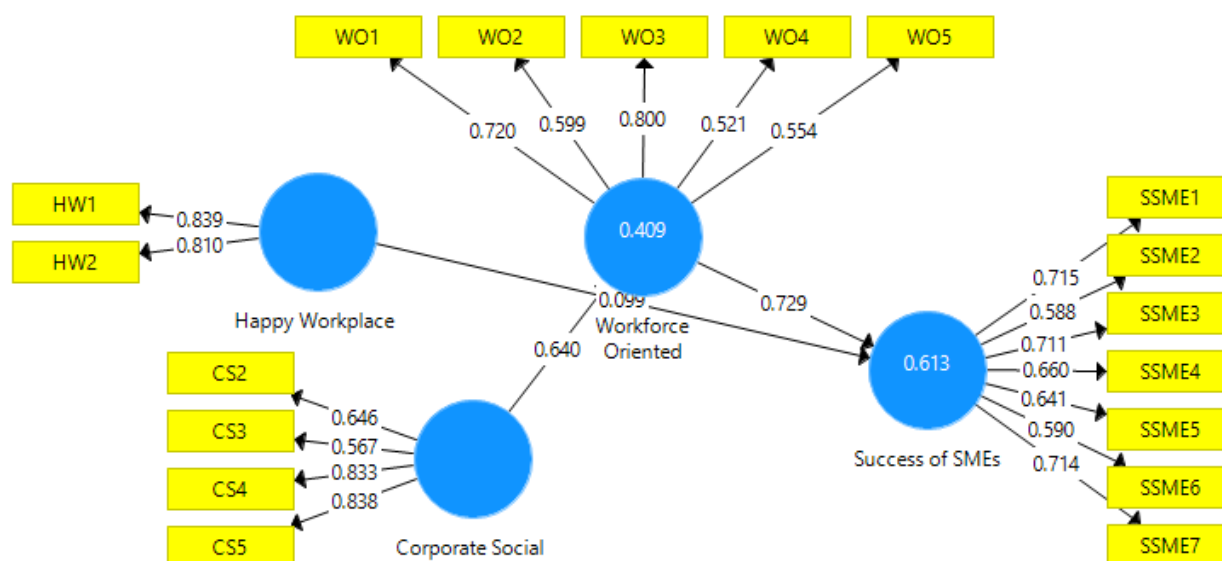 WO1 WO2 WO3 WO4 WO5
0.720 0.599 0.800 0.521 0.554
HW1
HW2
0.839
0.810
Happy Workplace
0.409
Workforce
Oriented
0.099
0.729
0.640
CS2
CS3
CS4
CS5
0.646
0.567
0.833
0.838
Corporate Social
0.613
Success of SMEs
0.715
0.588
0.711
0.660
0.641
0.590
0.714
SSME1
SSME2
SSME3
SSME4
SSME5
SSME6
SSME7